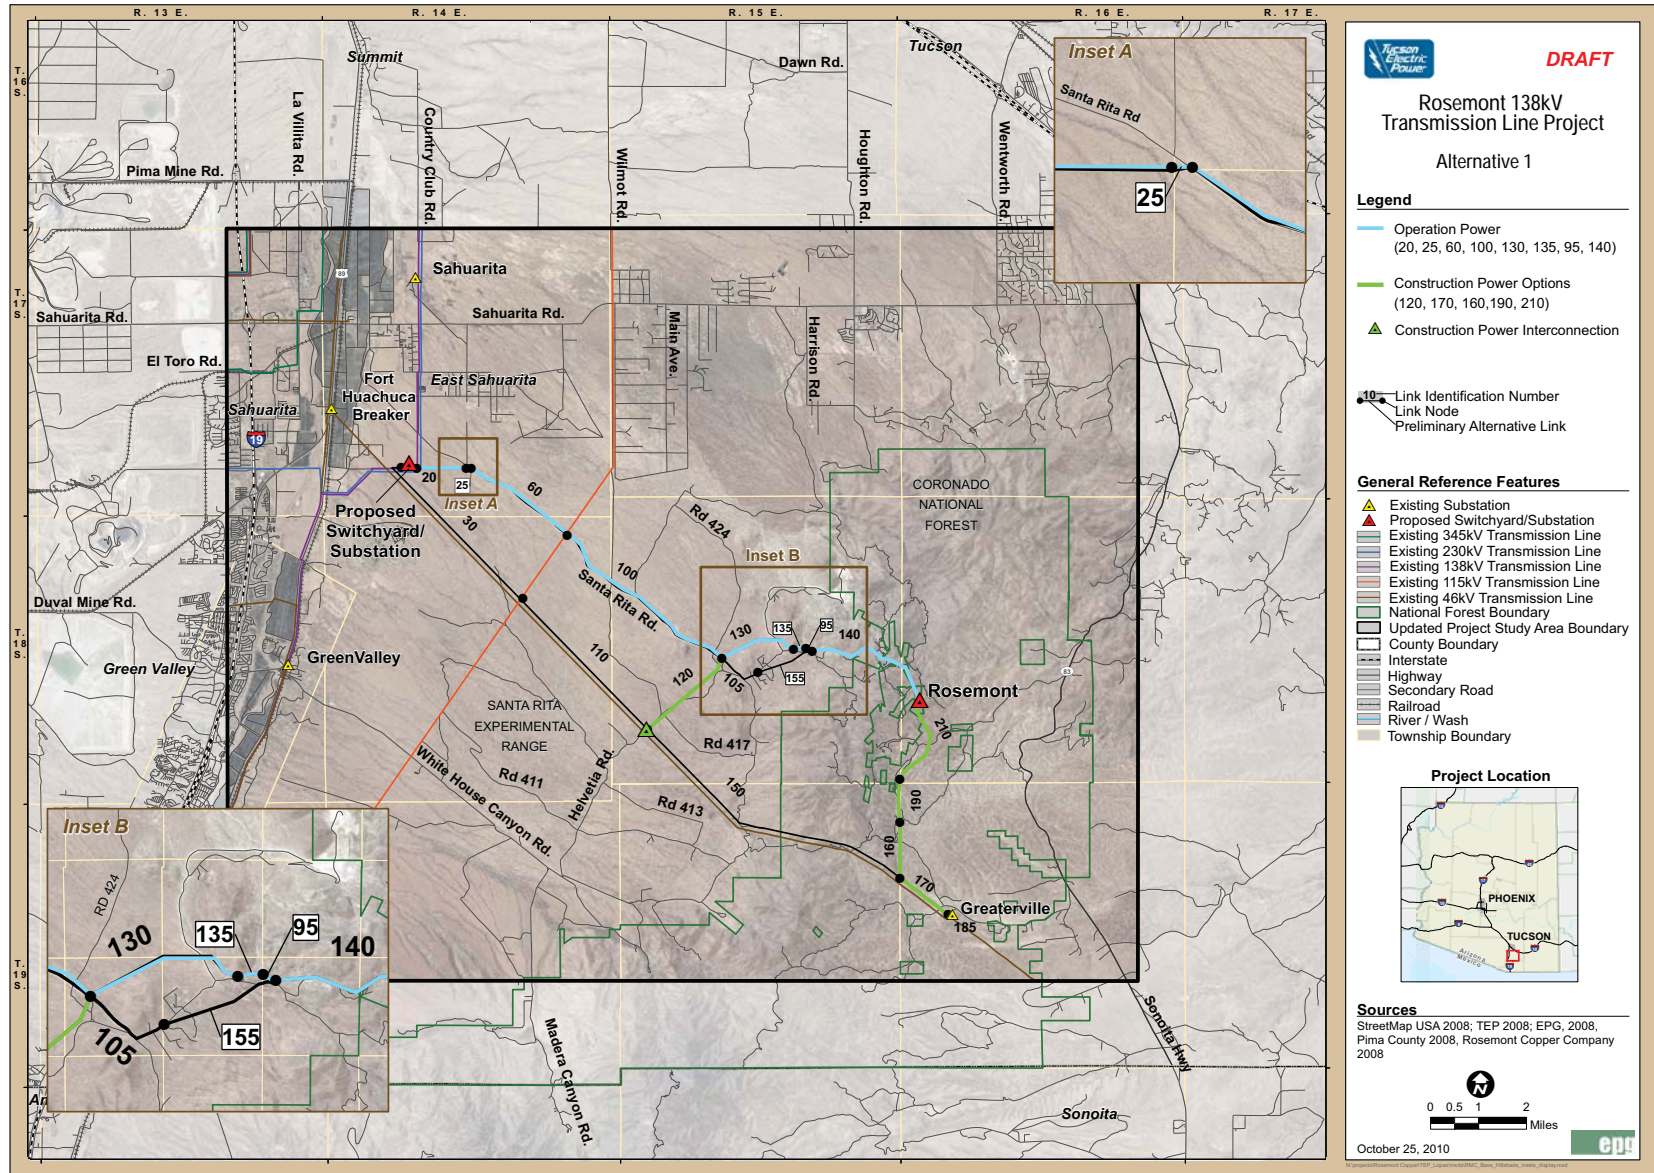 R. 13 E.
R. 14 E.
R. 15 E.
R. 16 E.
R. 17 E.
T.
16
S.
T.
17
S.
T.
18
S.
T.
19
S.
Summit
Tucson
Dawn Rd.
La Villita Rd.
Country Club Rd.
Wilmot Rd.
Houghton Rd.
Wentworth Rd.
Pima Mine Rd.
Inset A
Santa Rita Rd
25
89
Sahuarita
Sahuarita Rd.
Sahuarita Rd.
Main Ave.
Harrison Rd.
El Toro Rd.
Fort
Huachuca
Breaker
East Sahuarita
Sahuarita
19
20
25
Inset A
60
30
Proposed
Switchyard/
Substation
CORONADO
NATIONAL
FOREST
Rd 424
Inset B
100
Santa Rita Rd.
Duval Mine Rd.
130
135
95
140
Green Valley
GreenValley
110
120
105
155
83
Rosemont
210
SANTA RITA
EXPERIMENTAL
RANGE
Rd 417
White House Canyon Rd.
Rd 411
Helvetia Rd.
Rd 413
150
190
160
170
Greaterville
185
Inset B
RD 424
130
135
95
140
105
155
Madera Canyon Rd.
Sonoita Hwy
Sonoita
Tucson
Electric
Power
DRAFT
Rosemont 138kV
Transmission Line Project
Alternative 1
Legend
Operation Power
(20, 25, 60, 100, 130, 135, 95, 140)
Construction Power Options
(120, 170, 160,190, 210)
Construction Power Interconnection
10
Link Identification Number
Link Node
Preliminary Alternative Link
General Reference Features
Existing Substation
Proposed Switchyard/Substation
Existing 345kV Transmission Line
Existing 230kV Transmission Line
Existing 138kV Transmission Line
Existing 115kV Transmission Line
Existing 46kV Transmission Line
National Forest Boundary
Updated Project Study Area Boundary
County Boundary
Interstate
Highway
Secondary Road
Railroad
River / Wash
Township Boundary
Project Location
PHOENIX
TUCSON
Arizona
Mexico
Sources
StreetMap USA 2008; TEP 2008; EPG, 2008,
Pima County 2008, Rosemont Copper Company
2008
N
0 0.5 1 2
Miles
October 25, 2010
epg